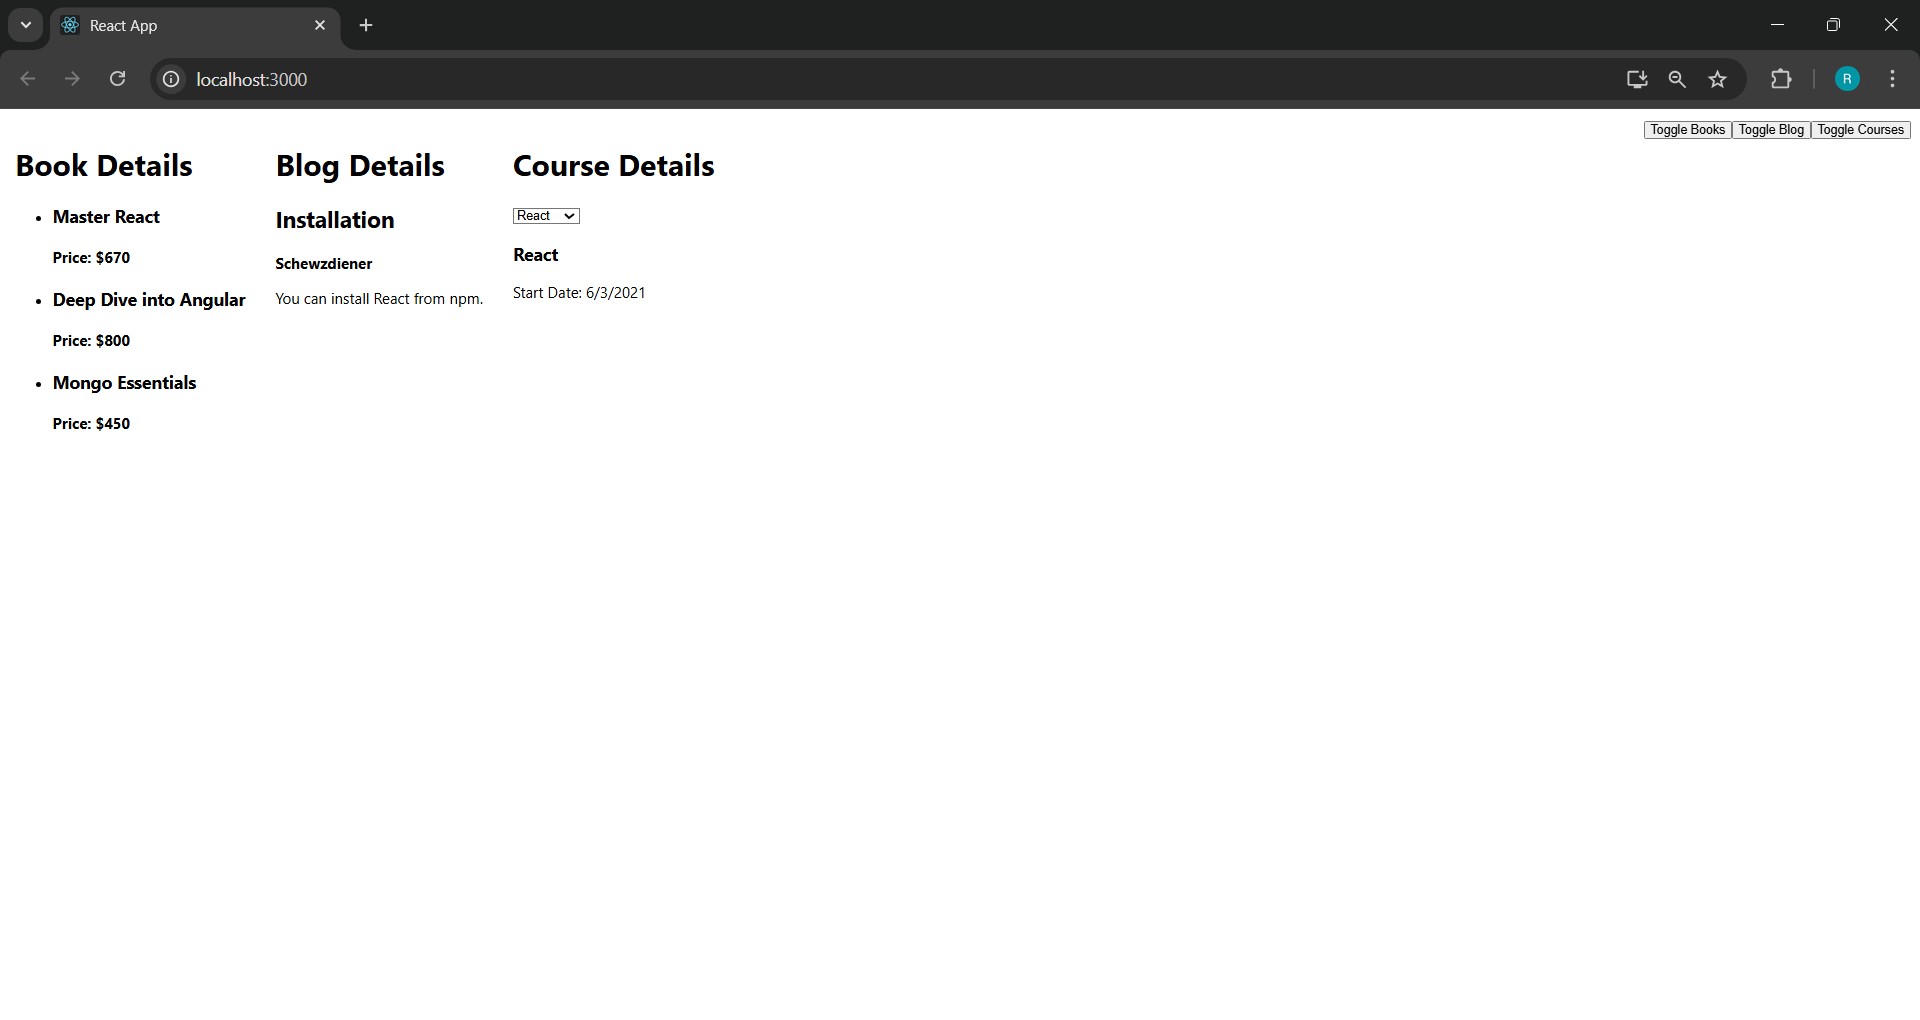 React App
localhost:3000
R
Toggle Books Toggle Blog Toggle Courses
Book Details
Master React
Price: $670
Deep Dive into Angular
Price: $800
Mongo Essentials
Price: $450
Blog Details
Installation
Schewzdiener
You can install React from npm.
Course Details
React
React
Start Date: 6/3/2021